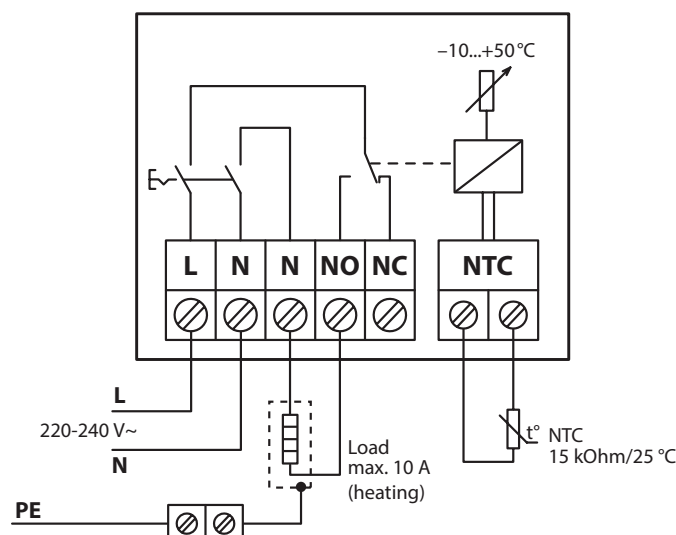 –10...+50 °C
L N N NO NC NTC
L
220-240 V~
N
Load
max. 10 A
(heating)
t° NTC
15 kOhm/25 °C
PE